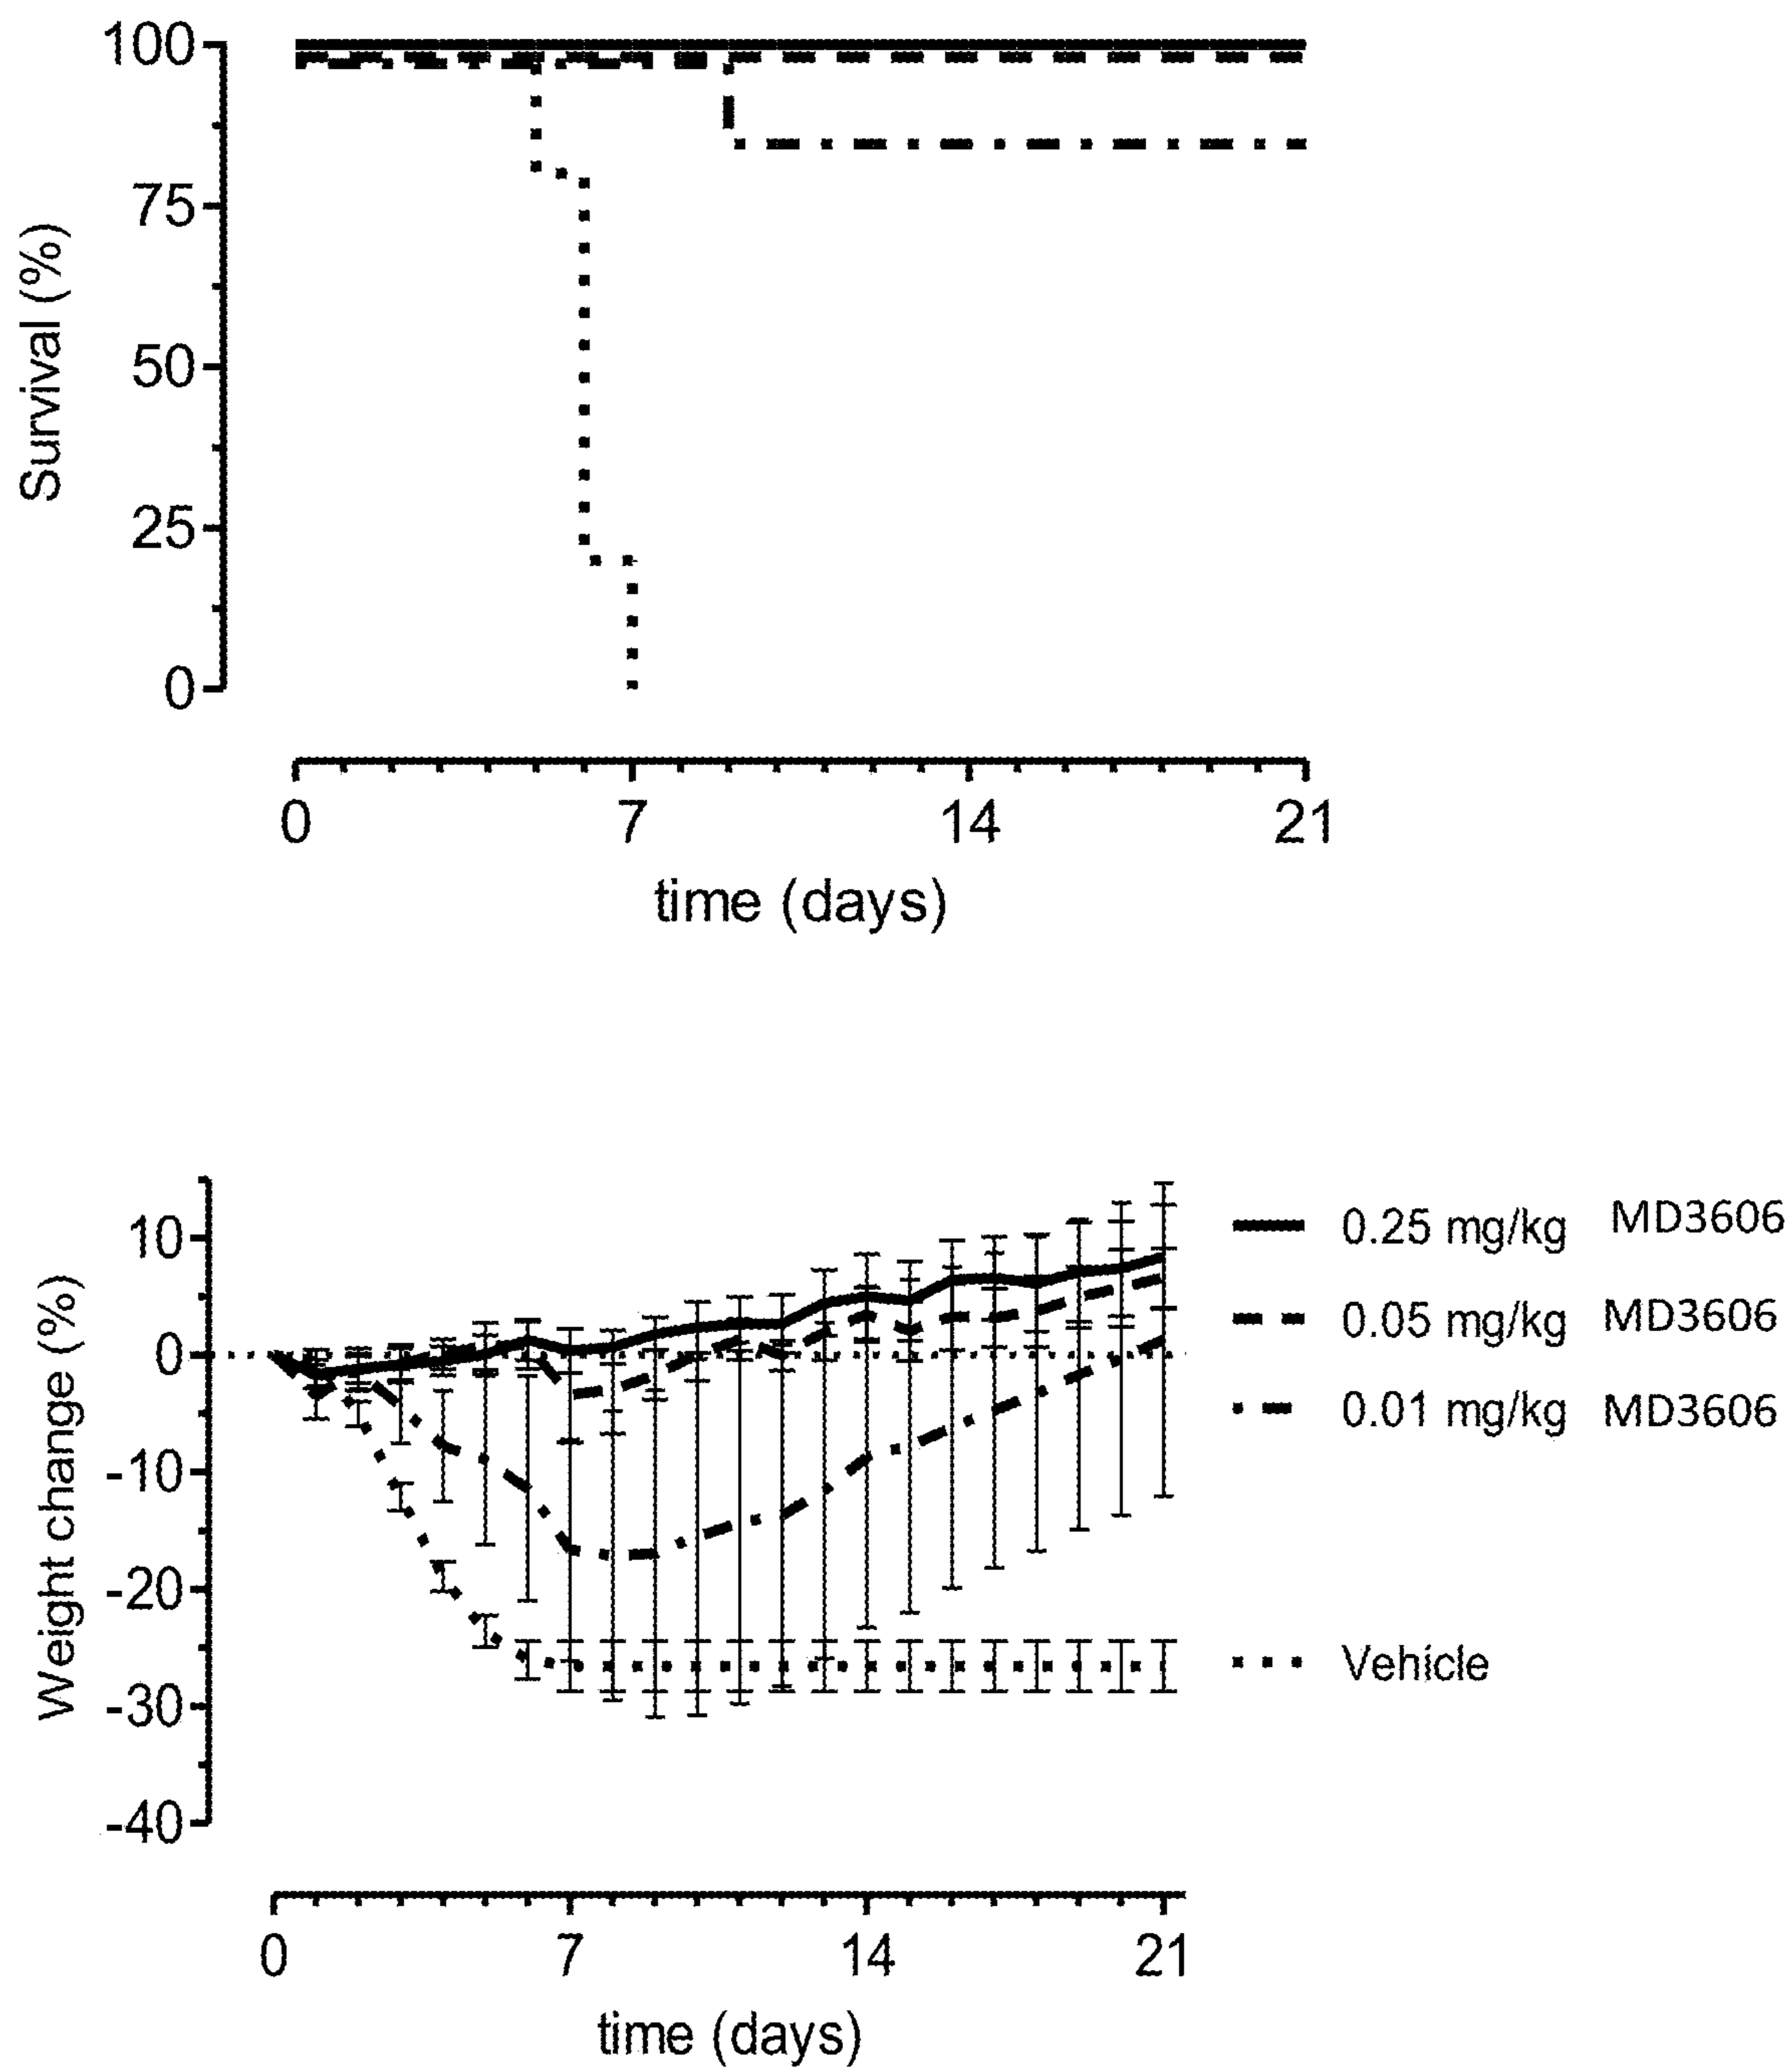 100
75
50
25
0
Survival (%)
0 7 14 21
time (days)
10
0
-10
-20
-30
-40
Weight change (%)
0.25 mg/kg MD3606
0.05 mg/kg MD3606
0.01 mg/kg MD3606
Vehicle
0 7 14 21
time (days)